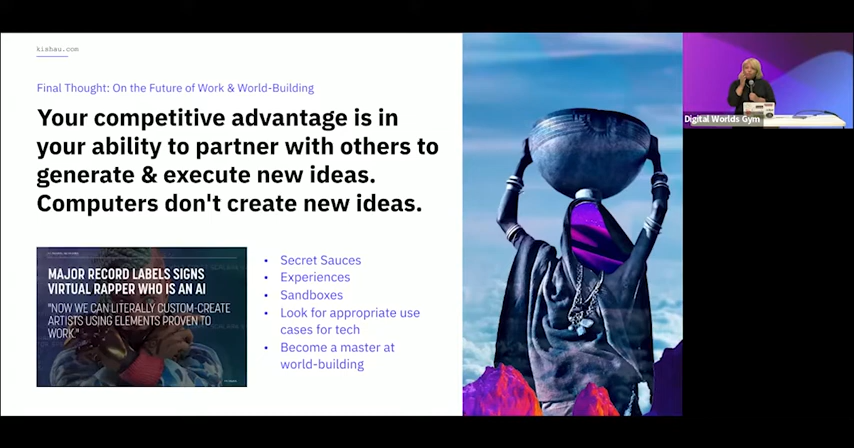 kishau.com
Final Thought: On the Future of Work & World-Building
Your competitive advantage is in
your ability to partner with others to
generate & execute new ideas.
Computers don't create new ideas.
MAJOR RECORD LABELS SIGNS
VIRTUAL RAPPER WHO IS AN AI
"NOW WE CAN LITERALLY CUSTOM-CREATE
ARTISTS USING ELEMENTS PROVEN TO
WORK."
• Secret Sauces
• Experiences
• Sandboxes
• Look for appropriate use
cases for tech
• Become a master at
world-building
Digital Worlds Gym